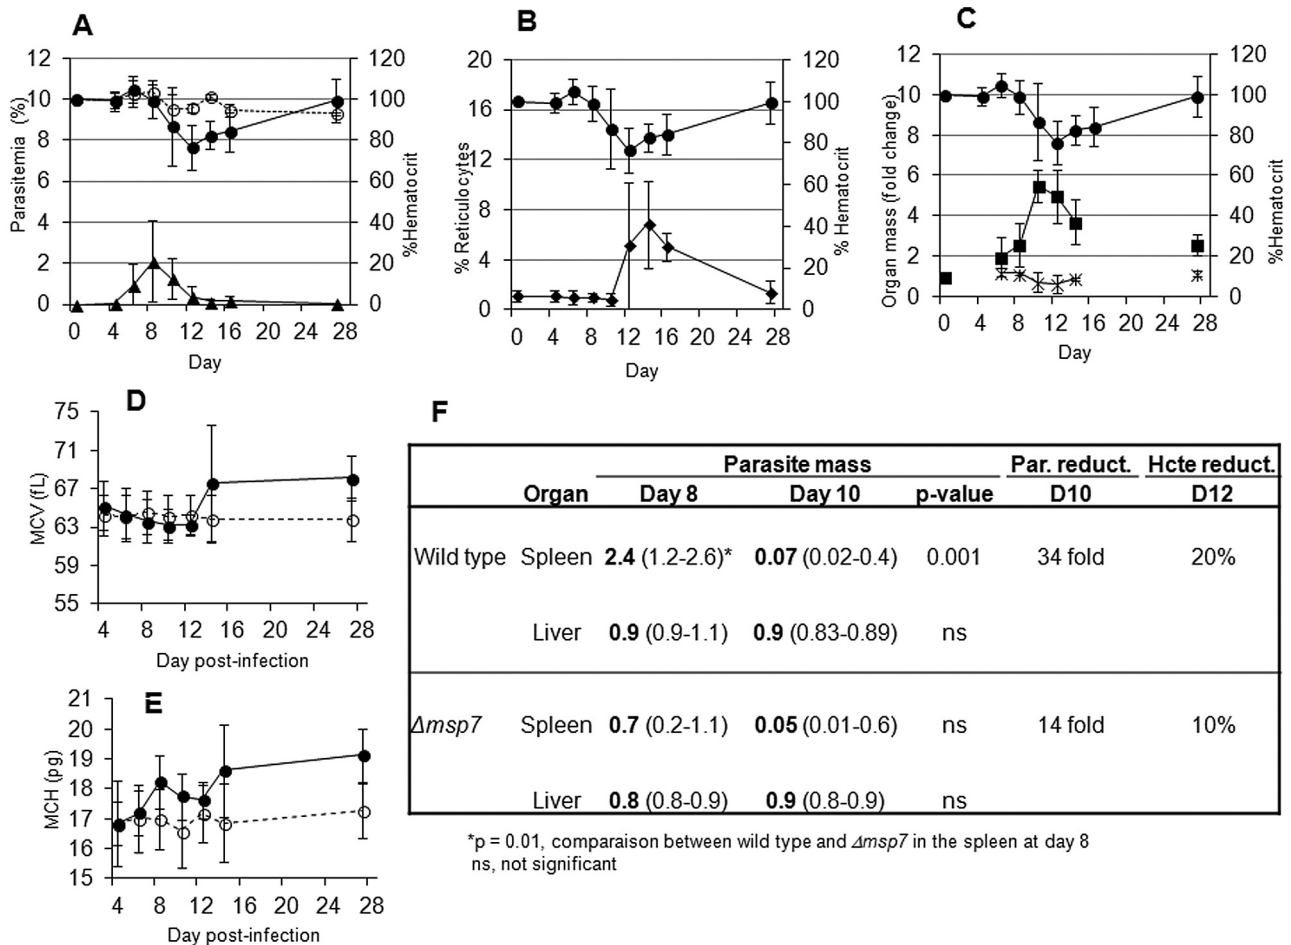 A
12
10
8
6
4
2
0
Parasitemia (%)
120
100
80
60
40
20
0
%Hematocrit
0 4 8 12 16 20 24 28
Day
B
20
16
12
8
4
0
% Reticulocytes
120
100
80
60
40
20
0
% Hematocrit
0 4 8 12 16 20 24 28
Day
C
12
10
8
6
4
2
0
Organ mass (fold change)
120
100
80
60
40
20
0
%Hematocrit
0 4 8 12 16 20 24 28
Day
D
75
71
67
63
59
55
MCV (fL)
4 8 12 16 20 24 28
Day post-infection
E
21
20
19
18
17
16
15
MCH (pg)
4 8 12 16 20 24 28
Day post-infection
F
Parasite mass Par. reduct. Hcte reduct.
Organ Day 8 Day 10 p-value D10 D12
Wild type Spleen 2.4 (1.2-2.6)* 0.07 (0.02-0.4) 0.001 34 fold 20%
Liver 0.9 (0.9-1.1) 0.9 (0.83-0.89) ns
Δmsp7 Spleen 0.7 (0.2-1.1) 0.05 (0.01-0.6) ns 14 fold 10%
Liver 0.8 (0.8-0.9) 0.9 (0.8-0.9) ns
*p = 0.01, comparaison between wild type and Δmsp7 in the spleen at day 8
ns, not significant